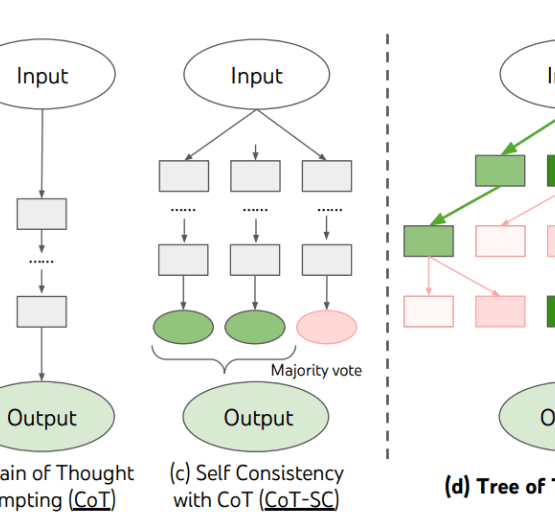 Input
Input
In
......
......
......
......
Majority vote
Output
Output
O
ain of Thought
mpting (CoT)
(c) Self Consistency
with CoT (CoT-SC)
(d) Tree of T